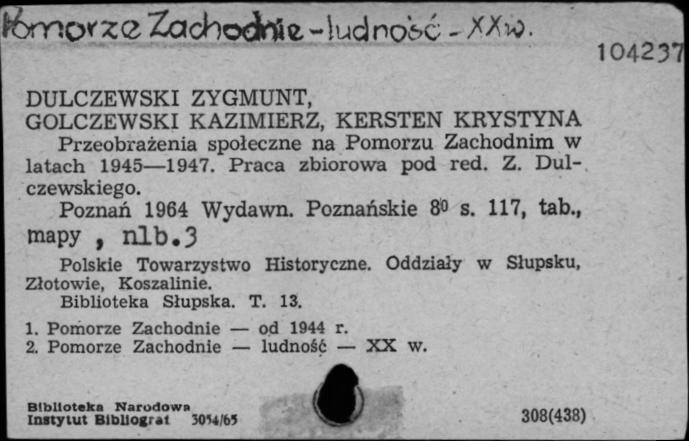 Pomorze Zachodnie - ludność - XX w.
104237
DULCZEWSKI ZYGMUNT,
GOLCZEWSKI KAZIMIERZ, KERSTEN KRYSTYNA
Przeobrażenia społeczne na Pomorzu Zachodnim w
latach 1945—1947. Praca zbiorowa pod red. Z. Dul-
czewskiego.
Poznań 1964 Wydawn. Poznańskie 8⁰ s. 117, tab.,
mapy , nlb.3
Polskie Towarzystwo Historyczne. Oddziały w Słupsku,
Złotowie, Koszalinie.
Biblioteka Słupska. T. 13.
1. Pomorze Zachodnie — od 1944 r.
2. Pomorze Zachodnie — ludność — XX w.
Biblioteka Narodowa
Instytut Bibliograf 3054/65
308(438)